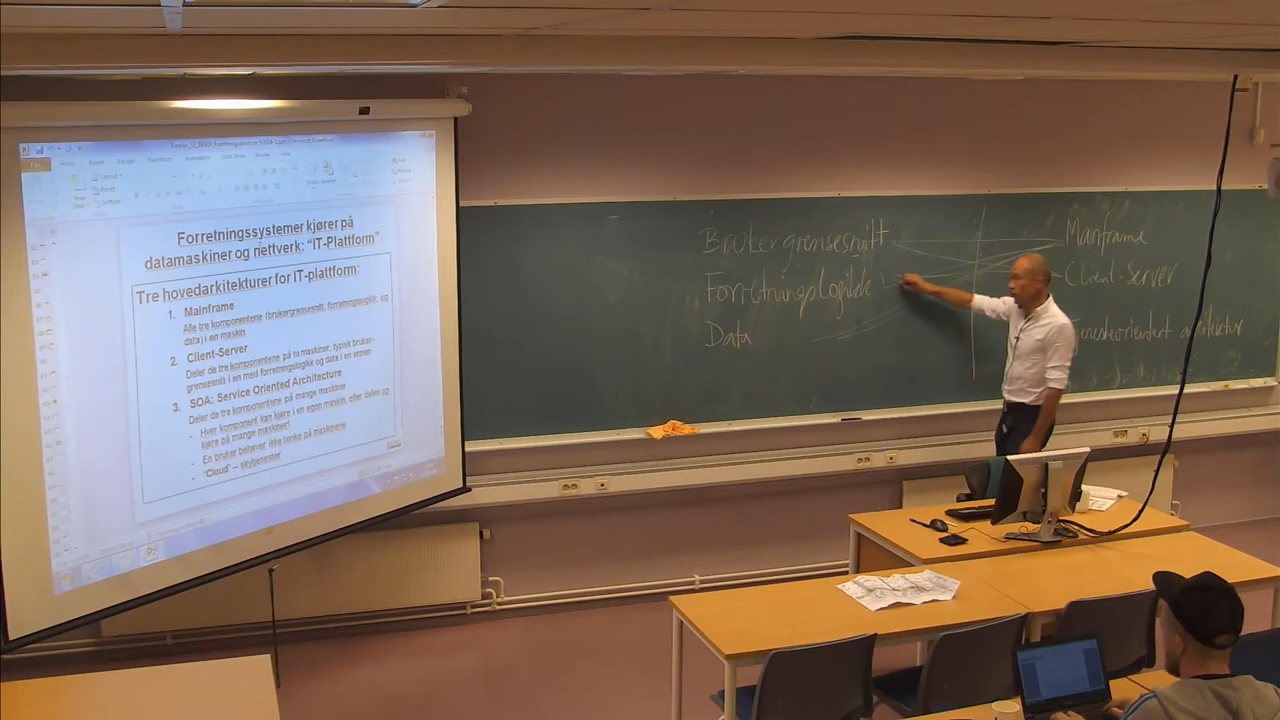 Forretningssystemer kjører på
datamaskiner og nettverk: "IT-Plattform"
Tre hovedarkitekturer for IT-plattform:
1. Mainframe
Alle tre komponentene (brukergrensesnitt, forretningslogikk, og
data) i en maskin
2. Client-Server
Deler de tre komponentene på to maskiner, typisk bruker-
grensesnitt i en med forretningslogikk og data i en annen
3. SOA: Service Oriented Architecture
Deler de tre komponentene på mange maskiner
- Hver komponent kan kjøre i en egen maskin, eller deles og
kjøre på mange maskiner!
- En bruker behøver ikke tenke på maskinene
- "Cloud" – skytjenester
Brukergrensesnitt
Forretningslogikk
Data
Mainframe
Client-Server